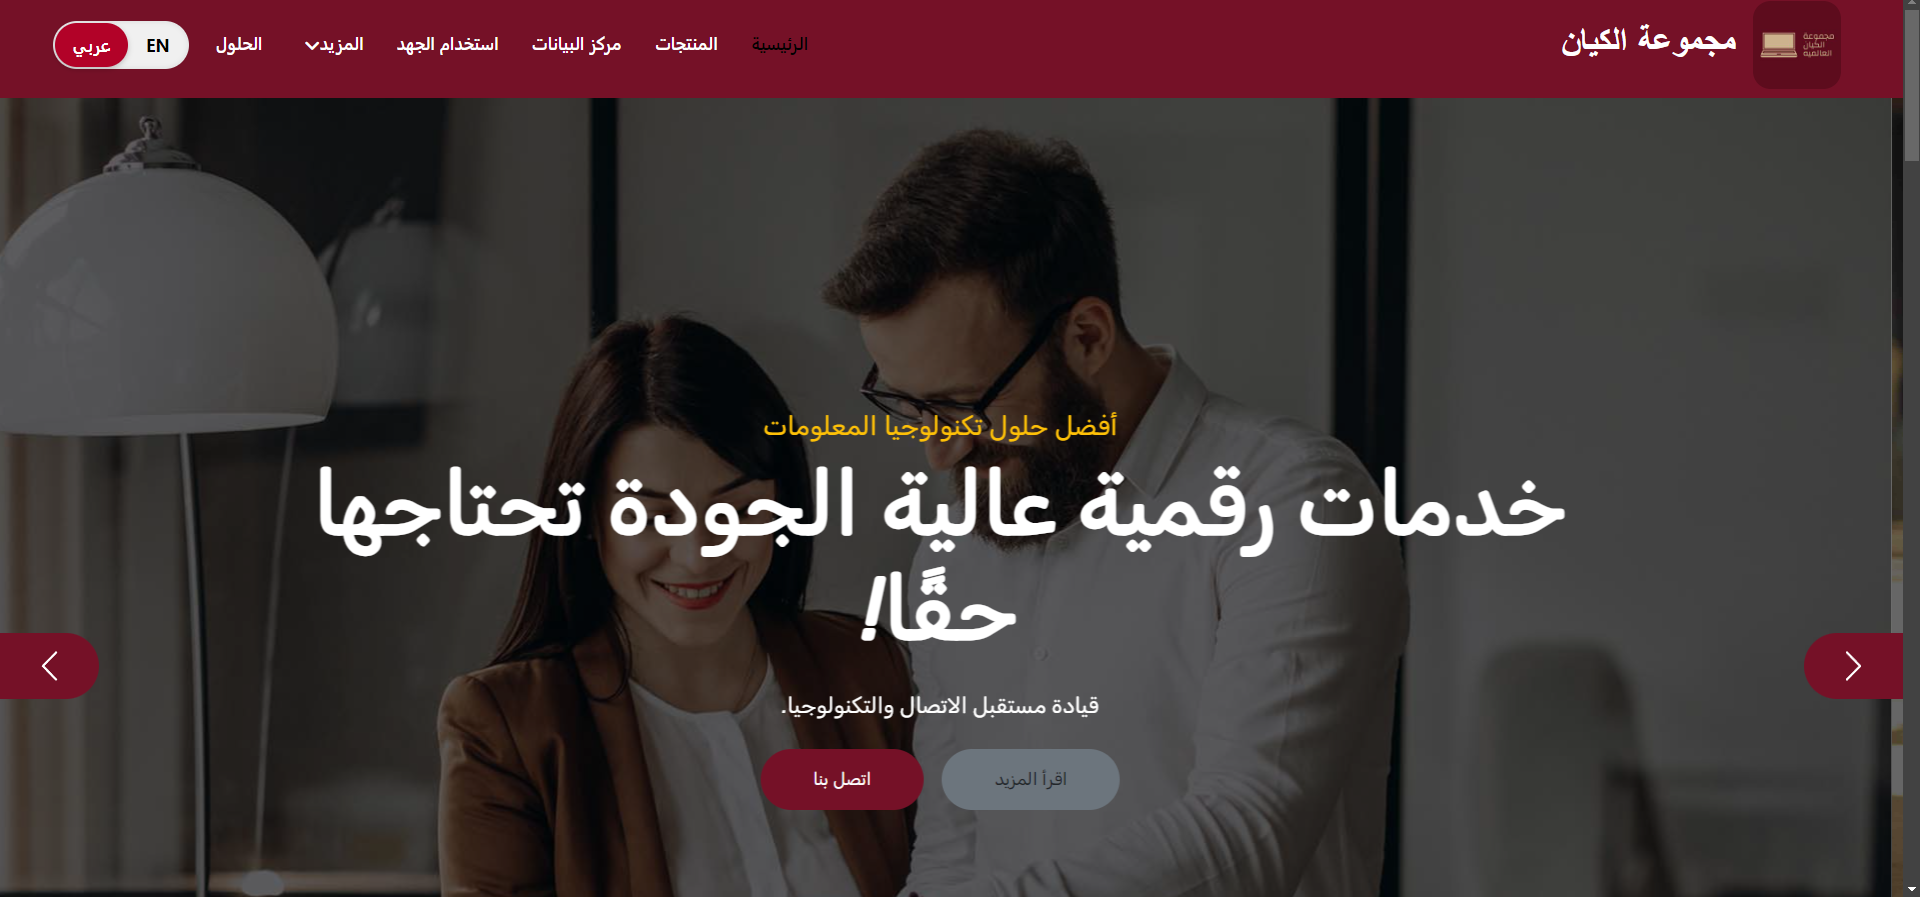 مجموعة
الكيان
العالمية
مجموعة الكيان
الرئيسية
المنتجات
مركز البيانات
استخدام الجهد
المزيد
الحلول
EN
عربي
أفضل حلول تكنولوجيا المعلومات
خدمات رقمية عالية الجودة تحتاجها
حقًا!
قيادة مستقبل الاتصال والتكنولوجيا.
اقرأ المزيد
اتصل بنا